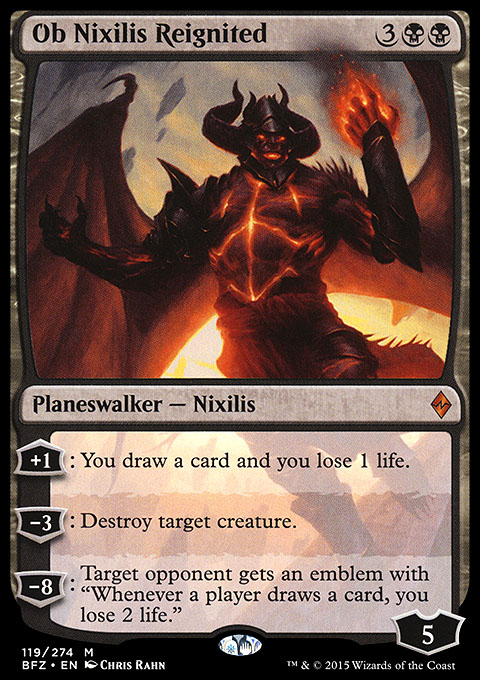 Ob Nixilis Reignited 3
Planeswalker — Nixilis
+1 : You draw a card and you lose 1 life.
-3 : Destroy target creature.
-8 : Target opponent gets an emblem with
“Whenever a player draws a card, you
lose 2 life.”
5
119/274 M
BFZ • EN Chris Rahn
™ & © 2015 Wizards of the Coast